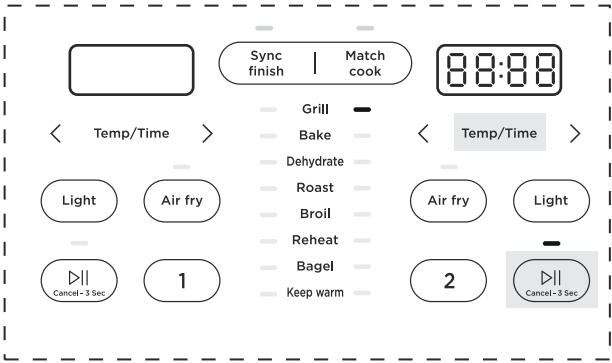 Sync finish
Match cook
88:88
Temp/Time
Grill
Bake
Dehydrate
Roast
Broil
Reheat
Bagel
Keep warm
Temp/Time
Light
Air fry
Air fry
Light
Cancel - 3 Sec
1
2
Cancel - 3 Sec